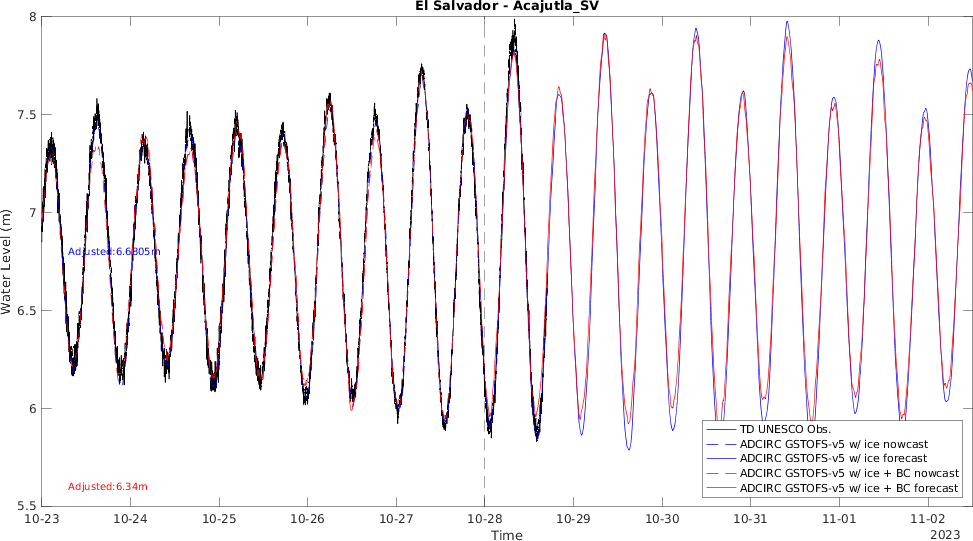 El Salvador - Acajutla_SV
8
7.5
7
6.5
6
5.5
Water Level (m)
Adjusted:6.6805m
Adjusted:6.34m
TD UNESCO Obs.
ADCIRC GSTOFS-v5 w/ ice nowcast
ADCIRC GSTOFS-v5 w/ ice forecast
ADCIRC GSTOFS-v5 w/ ice + BC nowcast
ADCIRC GSTOFS-v5 w/ ice + BC forecast
10-23 10-24 10-25 10-26 10-27 10-28 10-29 10-30 10-31 11-01 11-02
Time
2023